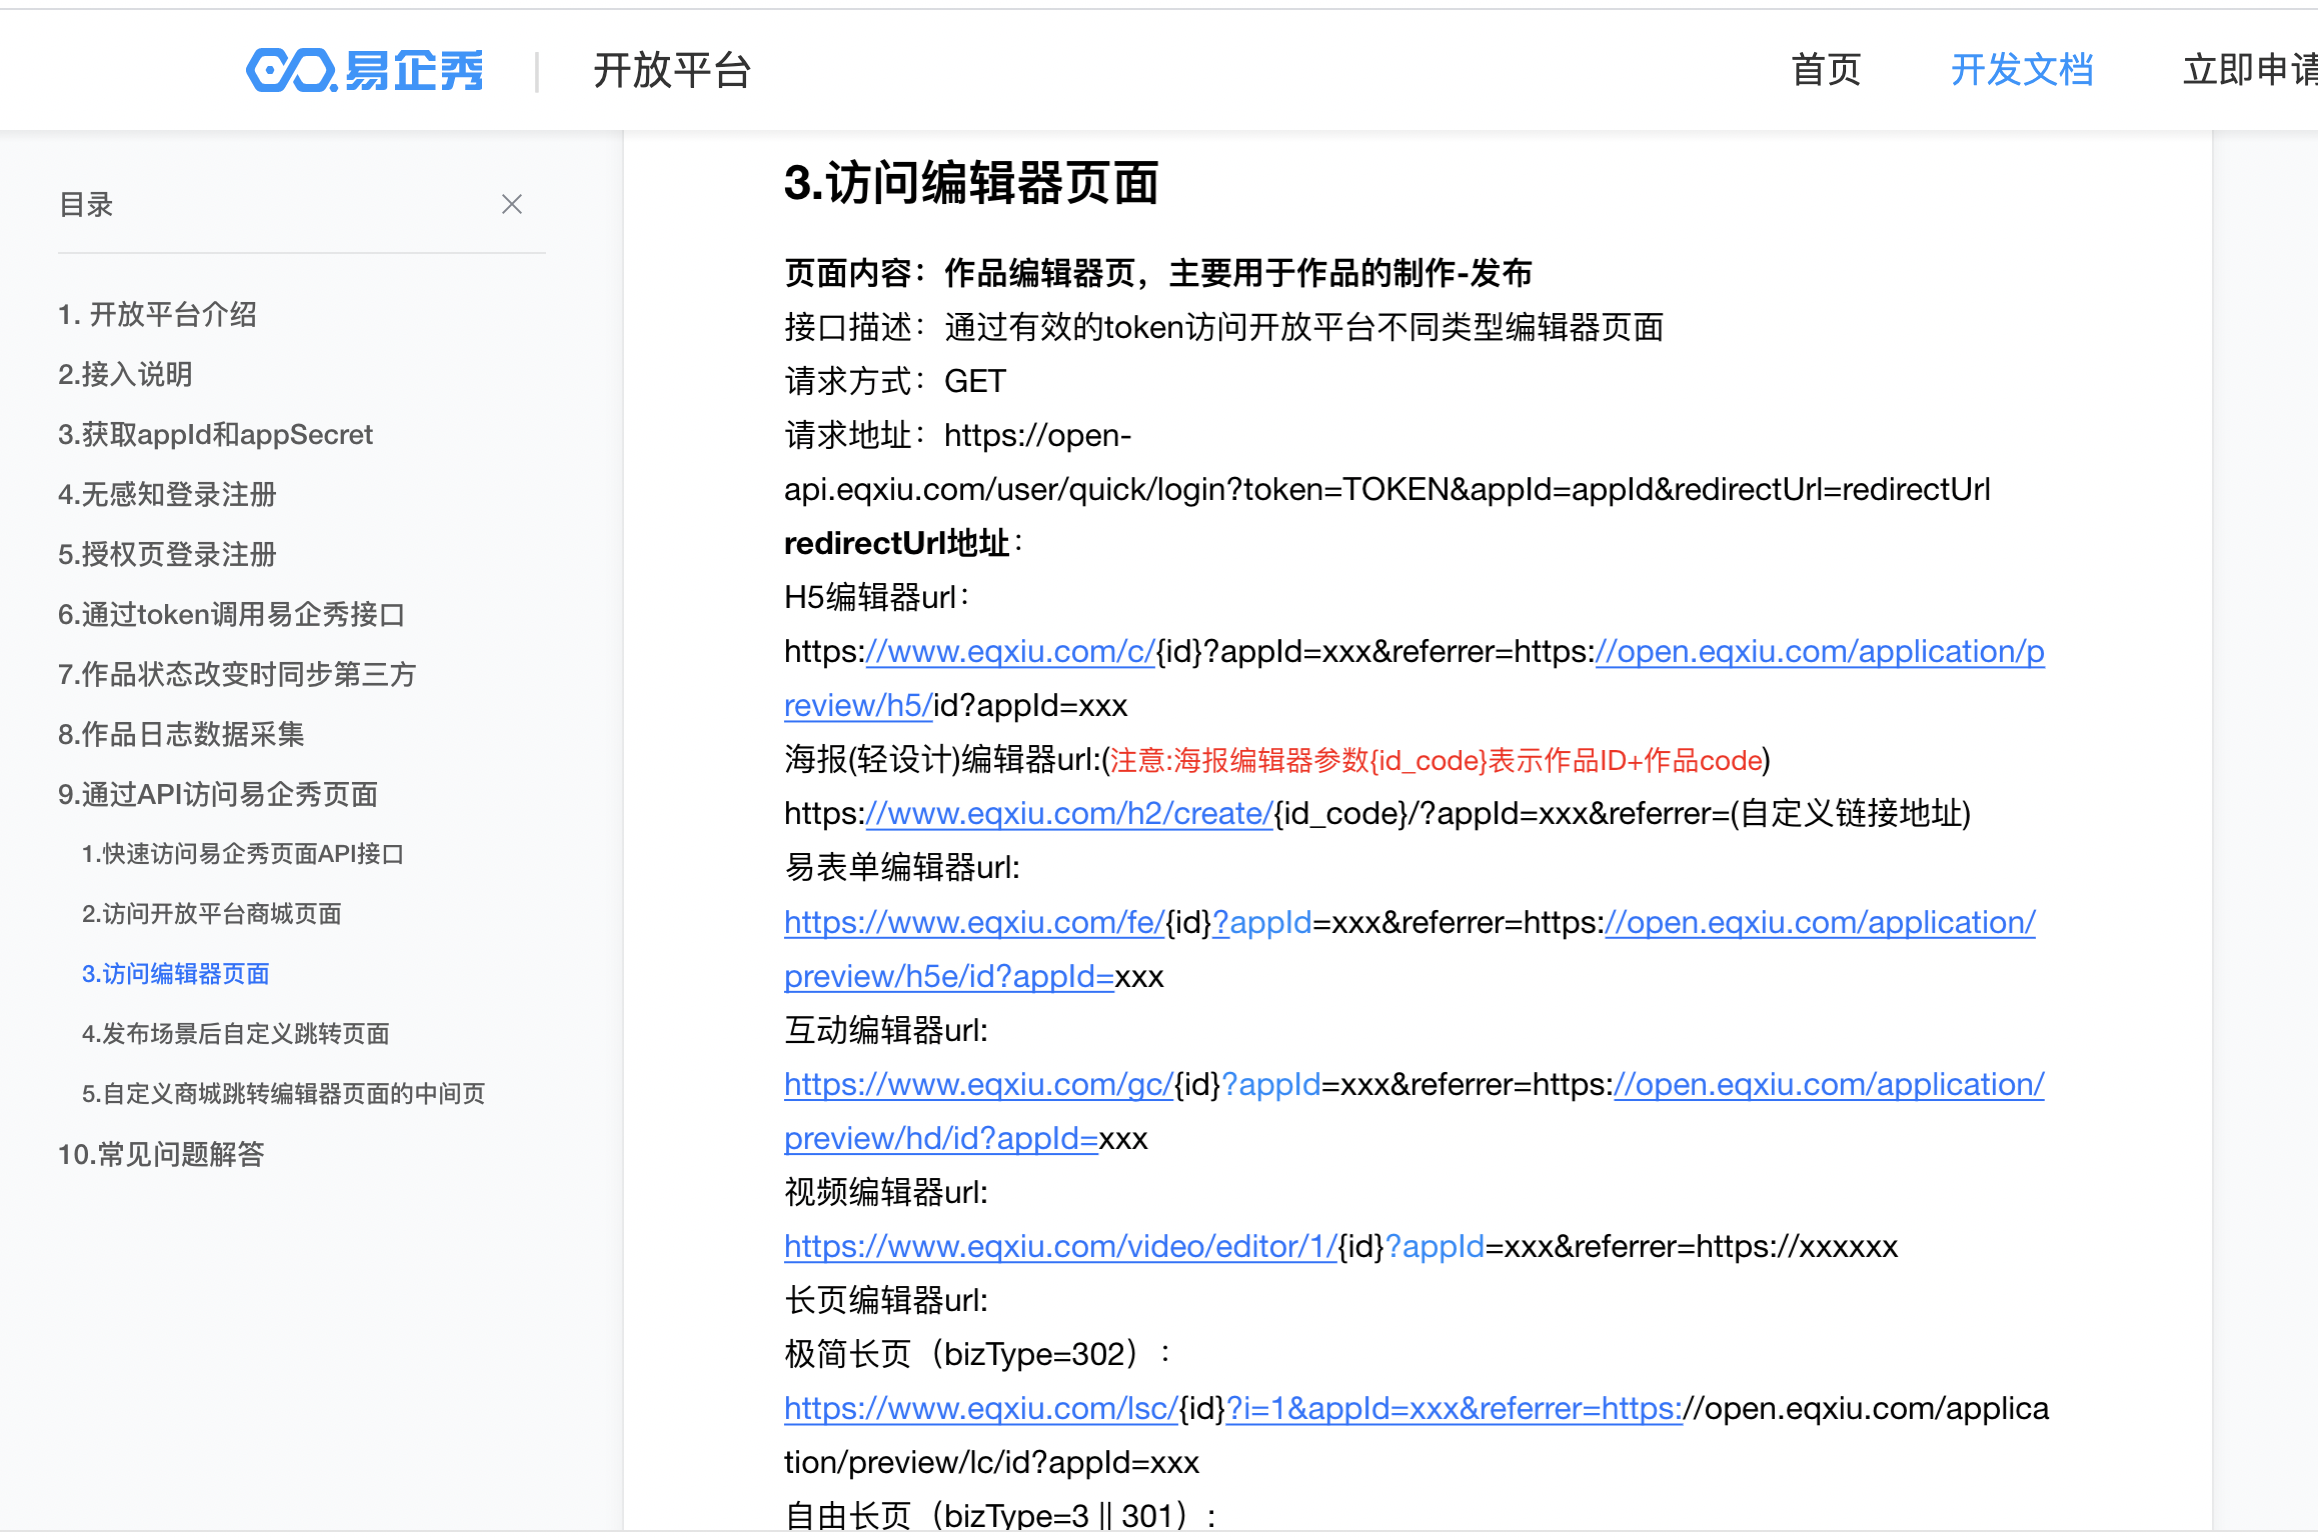 易企秀
开放平台
首页
开发文档
立即申请
目录
1. 开放平台介绍
2.接入说明
3.获取appId和appSecret
4.无感知登录注册
5.授权页登录注册
6.通过token调用易企秀接口
7.作品状态改变时同步第三方
8.作品日志数据采集
9.通过API访问易企秀页面
1.快速访问易企秀页面API接口
2.访问开放平台商城页面
3.访问编辑器页面
4.发布场景后自定义跳转页面
5.自定义商城跳转编辑器页面的中间页
10.常见问题解答
3.访问编辑器页面
页面内容：作品编辑器页，主要用于作品的制作-发布
接口描述：通过有效的token访问开放平台不同类型编辑器页面
请求方式：GET
请求地址：https://open-
api.eqxiu.com/user/quick/login?token=TOKEN&appId=appId&redirectUrl=redirectUrl
redirectUrl地址：
H5编辑器url：
https://www.eqxiu.com/c/{id}?appId=xxx&referrer=https://open.eqxiu.com/application/p
review/h5/id?appId=xxx
海报(轻设计)编辑器url:(注意:海报编辑器参数{id_code}表示作品ID+作品code)
https://www.eqxiu.com/h2/create/{id_code}/?appId=xxx&referrer=(自定义链接地址)
易表单编辑器url:
https://www.eqxiu.com/fe/{id}?appId=xxx&referrer=https://open.eqxiu.com/application/
preview/h5e/id?appId=xxx
互动编辑器url:
https://www.eqxiu.com/gc/{id}?appId=xxx&referrer=https://open.eqxiu.com/application/
preview/hd/id?appId=xxx
视频编辑器url:
https://www.eqxiu.com/video/editor/1/{id}?appId=xxx&referrer=https://xxxxxx
长页编辑器url:
极简长页（bizType=302）：
https://www.eqxiu.com/lsc/{id}?i=1&appId=xxx&referrer=https://open.eqxiu.com/applica
tion/preview/lc/id?appId=xxx
自由长页（bizType=3 || 301）: